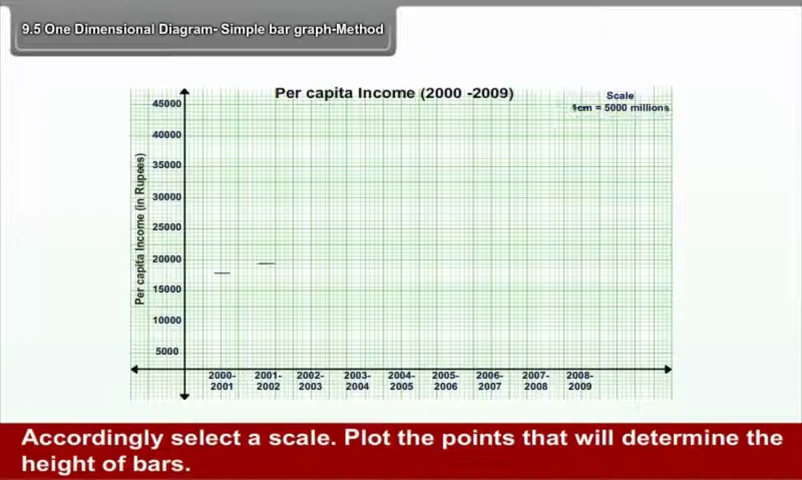 9.5 One Dimensional Diagram- Simple bar graph-Method
Per capita Income (2000 -2009)
Scale
1cm = 5000 millions
Per capita Income (in Rupees)
45000
40000
35000
30000
25000
20000
15000
10000
5000
2000- 2001- 2002- 2003- 2004- 2005- 2006- 2007- 2008-
2001 2002 2003 2004 2005 2006 2007 2008 2009
Accordingly select a scale. Plot the points that will determine the
height of bars.